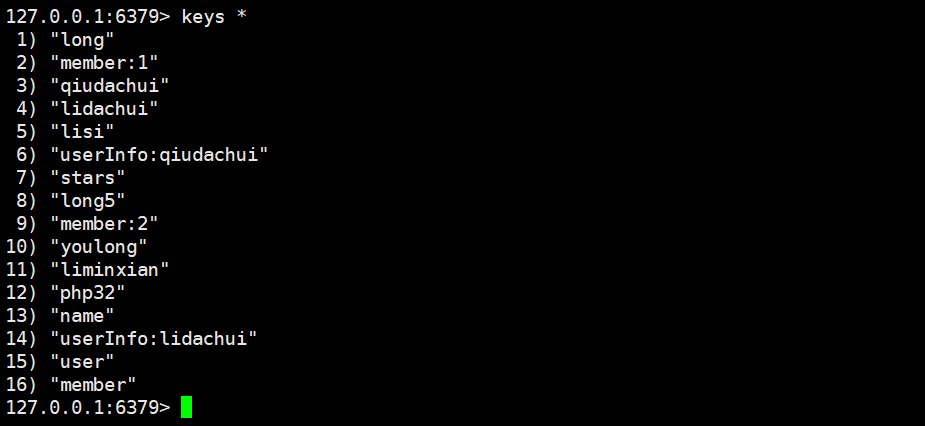 127.0.0.1:6379> keys *
 1) "long"
 2) "member:1"
 3) "qiudachui"
 4) "lidachui"
 5) "lisi"
 6) "userInfo:qiudachui"
 7) "stars"
 8) "long5"
 9) "member:2"
10) "youlong"
11) "liminxian"
12) "php32"
13) "name"
14) "userInfo:lidachui"
15) "user"
16) "member"
127.0.0.1:6379>